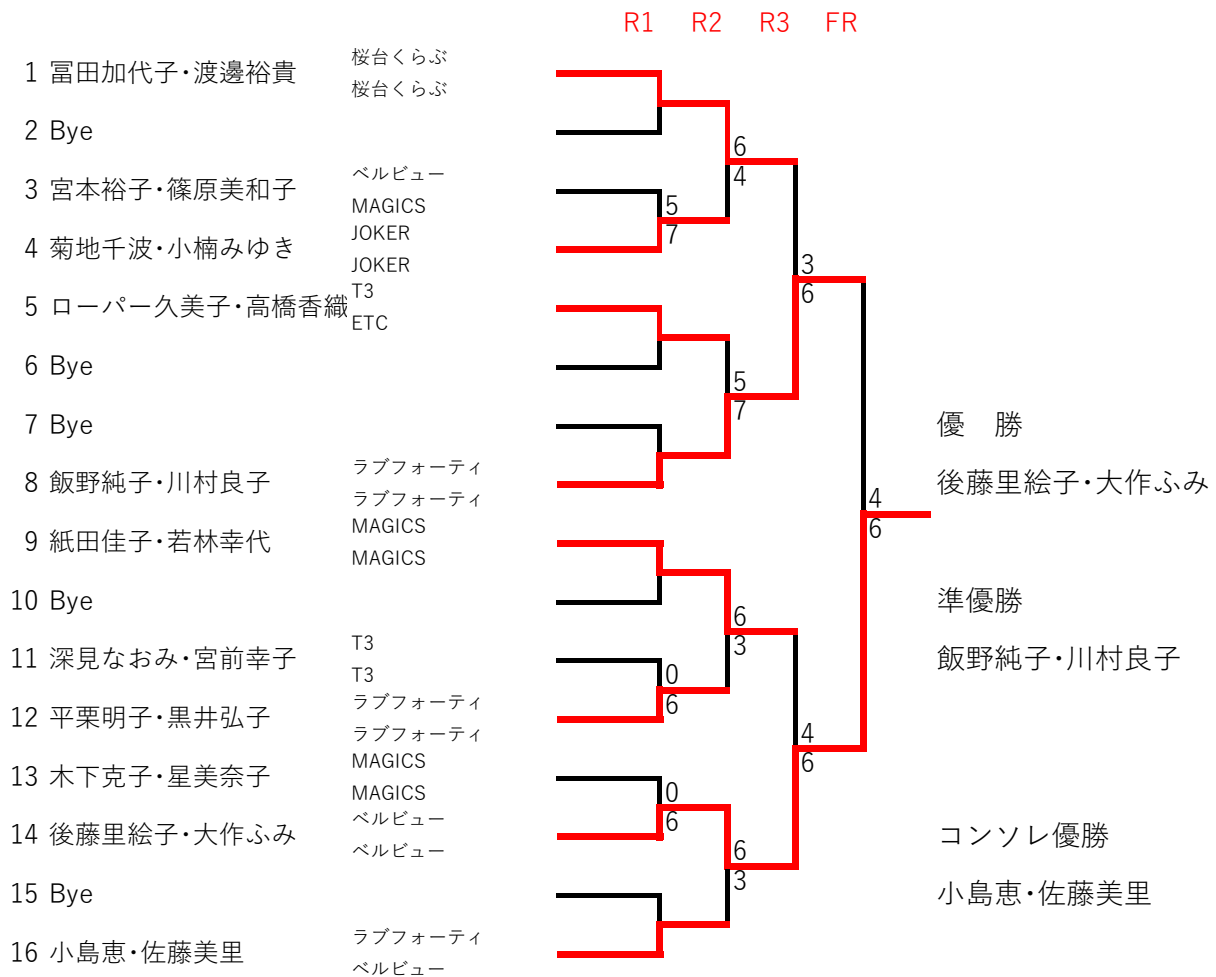 R1 R2 R3 FR
桜台くらぶ
1 冨田加代子・渡邊裕貴
桜台くらぶ
2 Bye
6
4
ベルビュー
3 宮本裕子・篠原美和子
MAGICS
5
7
JOKER
4 菊地千波・小楠みゆき
JOKER
3
6
T3
5 ローパー久美子・高橋香織
ETC
6 Bye
5
7
7 Bye
優　勝
ラブフォーティ
8 飯野純子・川村良子
ラブフォーティ
後藤里絵子・大作ふみ
4
6
MAGICS
9 紙田佳子・若林幸代
MAGICS
10 Bye
準優勝
6
3
T3
11 深見なおみ・宮前幸子
T3
飯野純子・川村良子
0
6
ラブフォーティ
12 平栗明子・黒井弘子
ラブフォーティ
4
6
MAGICS
13 木下克子・星美奈子
MAGICS
0
6
ベルビュー
14 後藤里絵子・大作ふみ
ベルビュー
コンソレ優勝
6
3
15 Bye
小島恵・佐藤美里
ラブフォーティ
16 小島恵・佐藤美里
ベルビュー